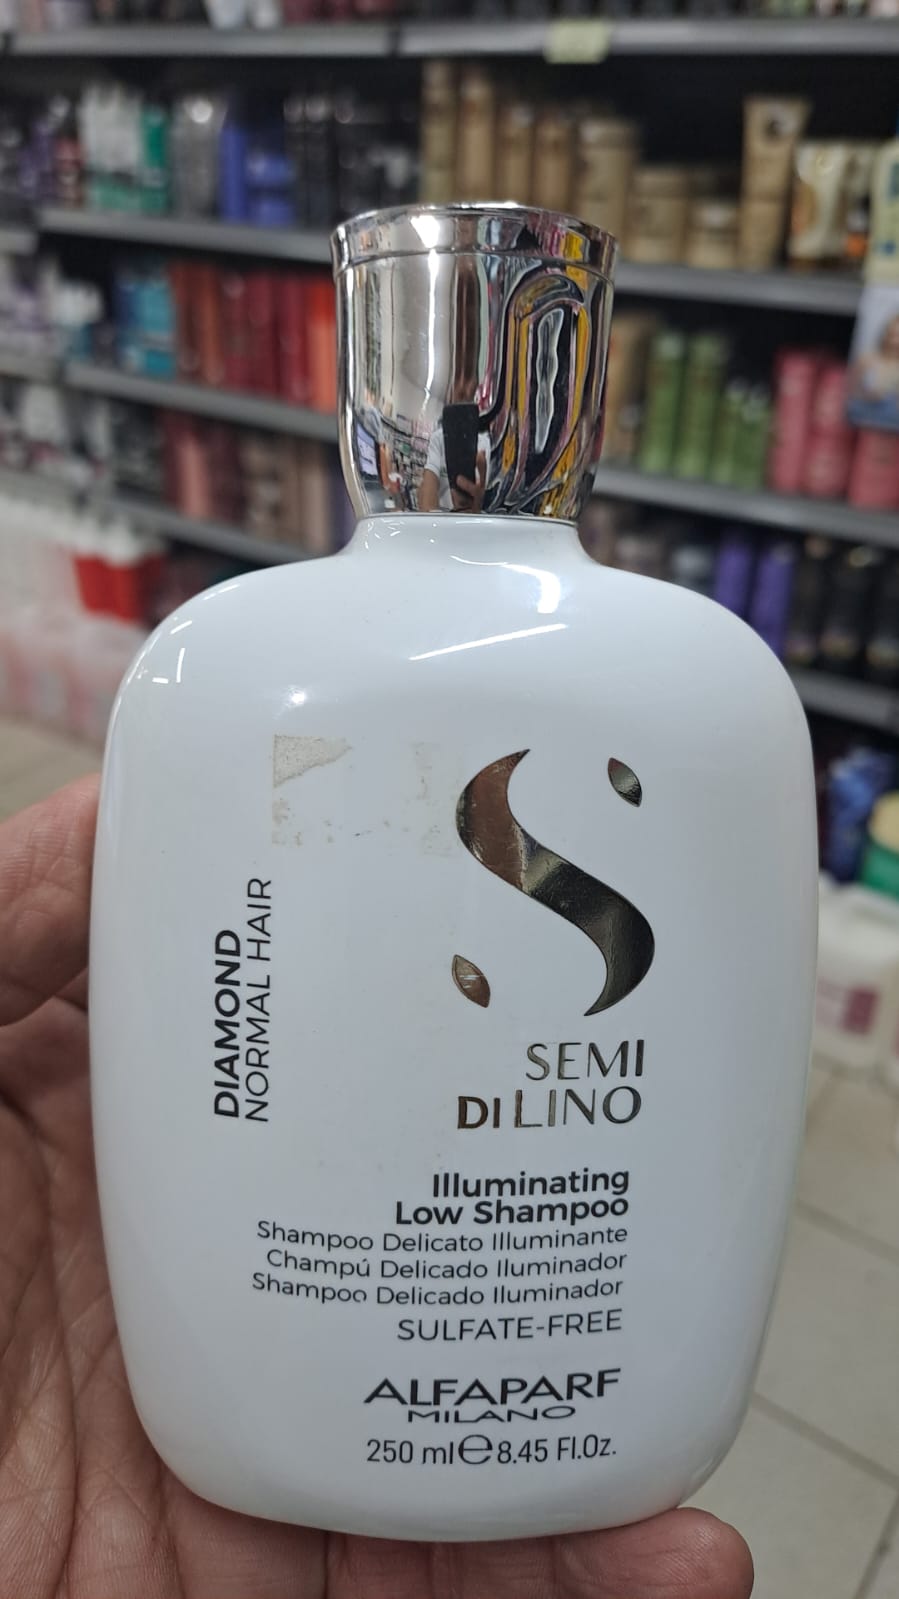 DIAMOND
NORMAL HAIR
SEMI
DI LINO
Illuminating
Low Shampoo
Shampoo Delicato Illuminante
Champú Delicado Iluminador
Shampoo Delicado Iluminador
SULFATE-FREE
ALFAPARF
MILANO
250 ml e 8.45 Fl.Oz.